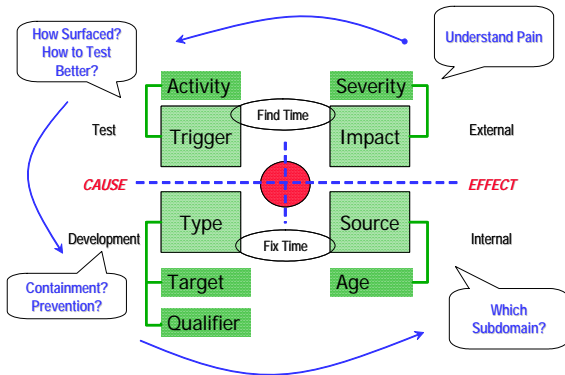 How Surfaced?
How to Test
Better?
Understand Pain
Activity
Severity
Find Time
Test
Trigger
Impact
External
CAUSE
EFFECT
Type
Source
Development
Fix Time
Internal
Containment?
Prevention?
Target
Age
Which
Subdomain?
Qualifier